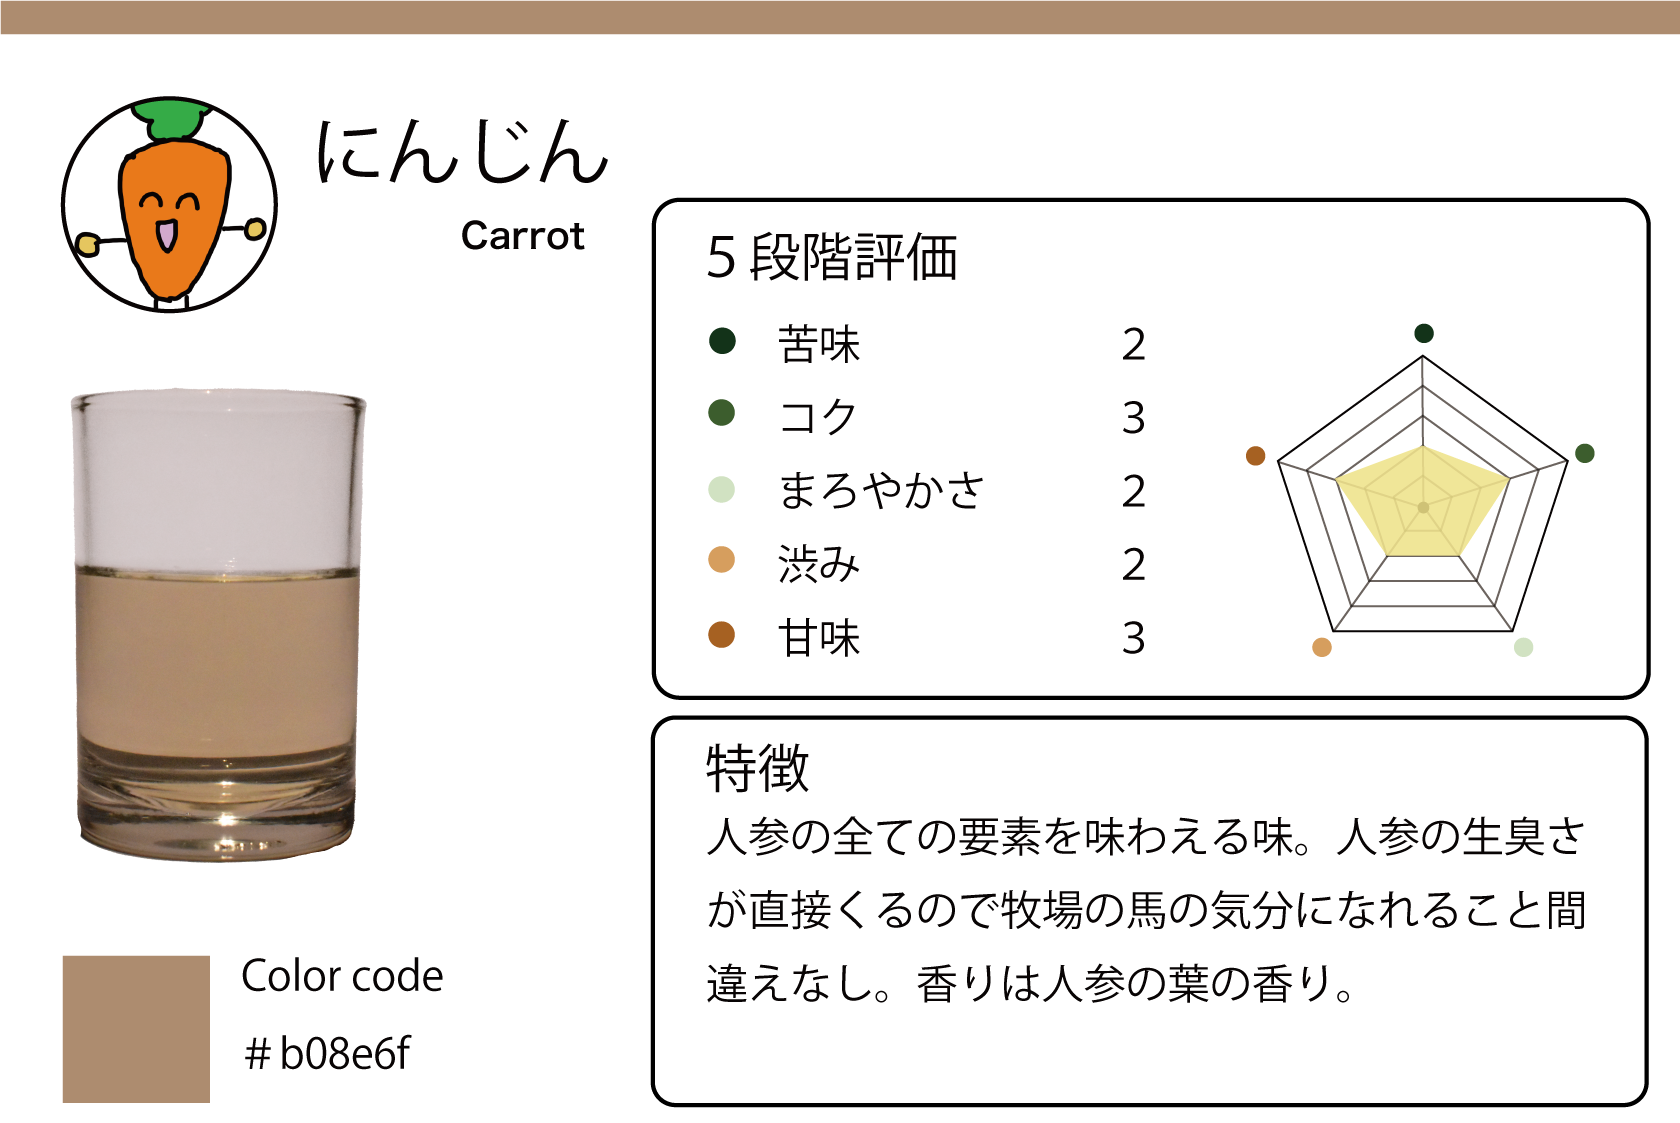 にんじん
Carrot
5 段階評価
苦味 2
コク 3
まろやかさ 2
渋み 2
甘味 3
特徴
人参の全ての要素を味わえる味。人参の生臭さ
が直接くるので牧場の馬の気分になれること間
違えなし。香りは人参の葉の香り。
Color code
# b08e6f